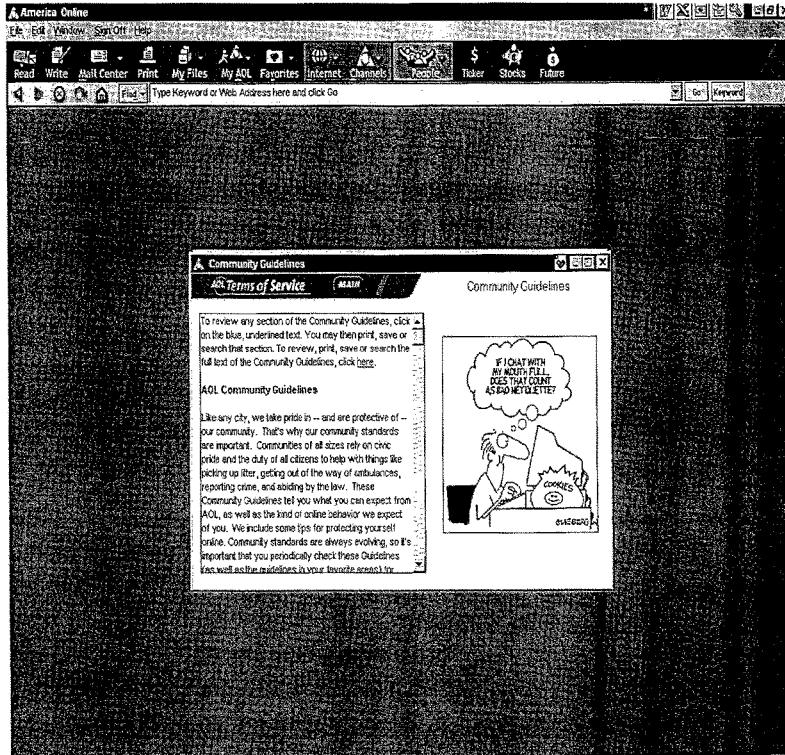 America Online
File Edit Window Sign Off Help
Read Write Mail Center Print My Files My AOL Favorites Internet Channels People Ticker Stocks Future
Find Type Keyword or Web Address here and click Go Go Keyword
Community Guidelines
AOL Terms of Service MAIN
Community Guidelines
To review any section of the Community Guidelines, click
on the blue, underlined text. You may then print, save or
search that section. To review, print, save or search the
full text of the Community Guidelines, click here.
AOL Community Guidelines
Like any city, we take pride in -- and are protective of --
our community. That's why our community standards
are important. Communities of all sizes rely on civic
pride and the duty of all citizens to help with things like
picking up litter, getting out of the way of ambulances,
reporting crime, and abiding by the law. These
Community Guidelines tell you what you can expect from
AOL, as well as the kind of online behavior we expect
of you. We include some tips for protecting yourself
online. Community standards are always evolving, so it's
important that you periodically check these Guidelines
(as well as the guidelines in your favorite areas) for
IF I CHAT WITH
MY MOUTH FULL,
DOES THAT COUNT
AS BAD NETIQUETTE?
COOKIES